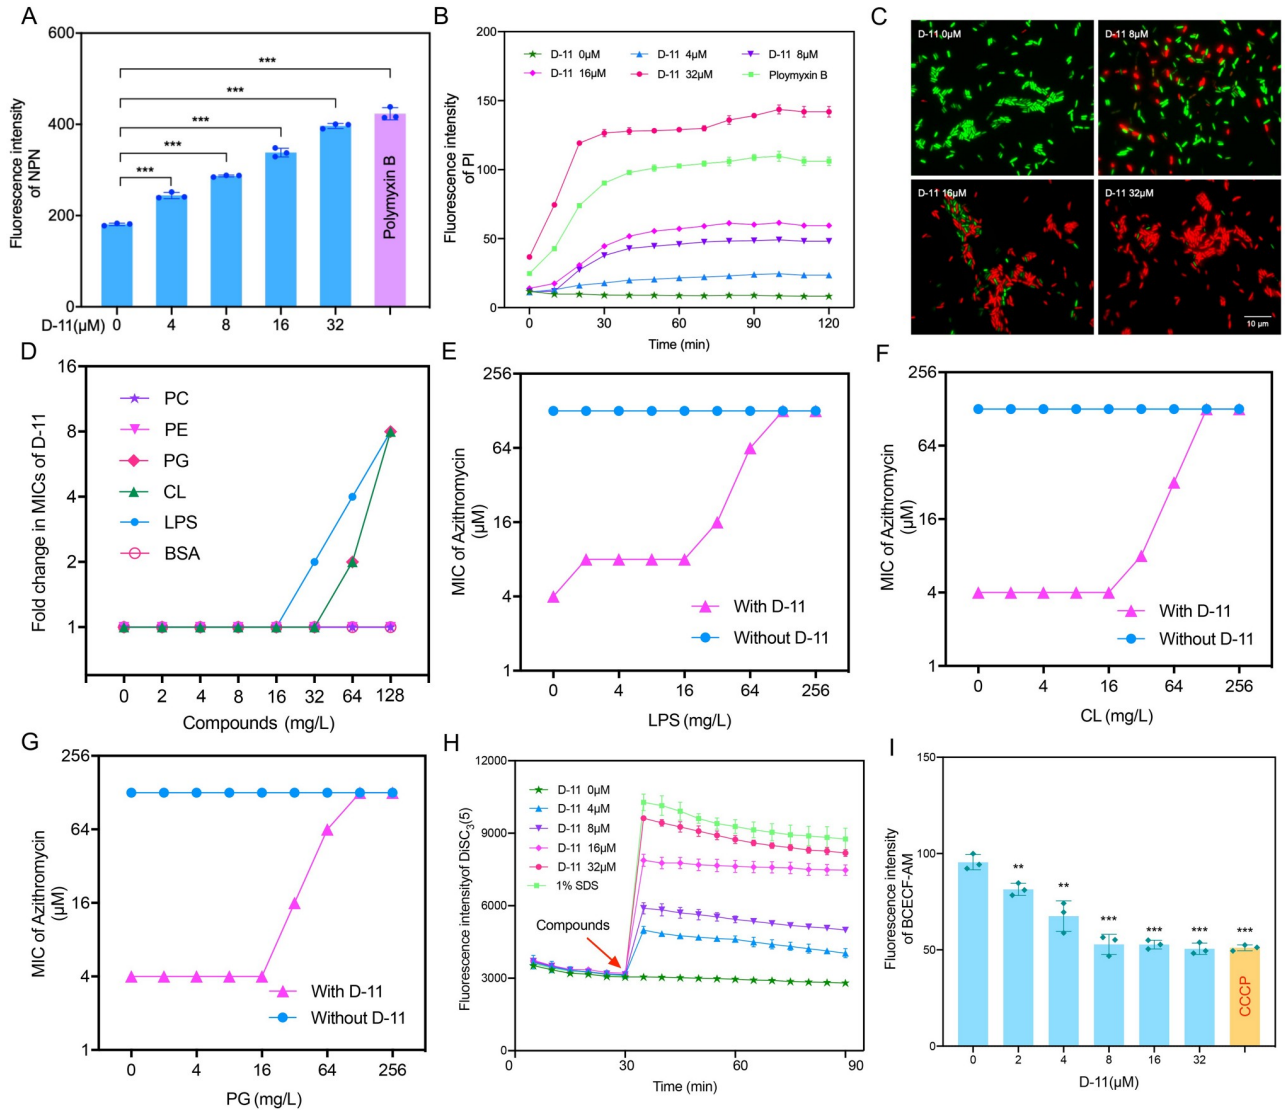 A
Fluorescence intensity
of NPN
600
400
200
0
***
***
***
***
***
Polymyxin B
D-11(μM) 0 4 8 16 32
B
Fluorescence intensity
of PI
200
150
100
50
0
D-11 0μM D-11 4μM D-11 8μM
D-11 16μM D-11 32μM Ploymyxin B
0 30 60 90 120
Time (min)
C
D-11 0μM
D-11 8μM
D-11 16μM
D-11 32μM
10 μm
D
Fold change in MICs of D-11
16
8
4
2
1
PC
PE
PG
CL
LPS
BSA
0 2 4 8 16 32 64 128
Compounds (mg/L)
E
MIC of Azithromycin
(μM)
256
64
16
4
1
With D-11
Without D-11
0 4 16 64 256
LPS (mg/L)
F
MIC of Azithromycin
(μM)
256
64
16
4
1
With D-11
Without D-11
0 4 16 64 256
CL (mg/L)
G
MIC of Azithromycin
(μM)
256
64
16
4
1
With D-11
Without D-11
0 4 16 64 256
PG (mg/L)
H
Fluorescence intensityof DiSC3(5)
12000
9000
6000
3000
0
D-11 0μM
D-11 4μM
D-11 8μM
D-11 16μM
D-11 32μM
1% SDS
Compounds
0 30 60 90
Time (min)
I
Fluorescence intensity
of BCECF-AM
150
100
50
0
**
**
***
***
***
***
CCCP
0 2 4 8 16 32
D-11(μM)